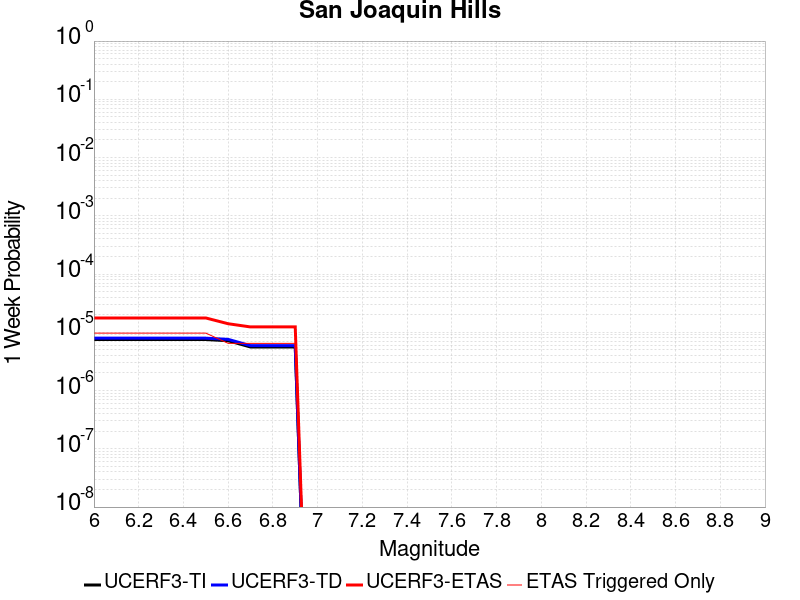 San Joaquin Hills
10^0
10^-1
10^-2
10^-3
10^-4
10^-5
10^-6
10^-7
10^-8
1 Week Probability
6 6.2 6.4 6.6 6.8 7 7.2 7.4 7.6 7.8 8 8.2 8.4 8.6 8.8 9
Magnitude
UCERF3-TI UCERF3-TD UCERF3-ETAS ETAS Triggered Only